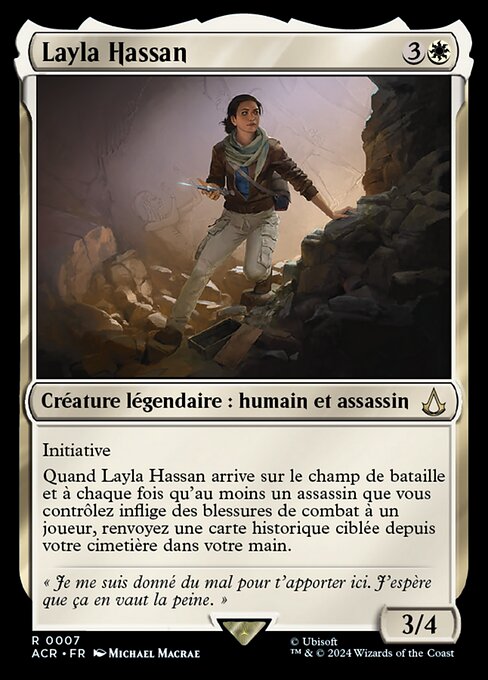 Layla Hassan 3
Créature légendaire : humain et assassin
Initiative
Quand Layla Hassan arrive sur le champ de bataille
et à chaque fois qu'au moins un assassin que vous
contrôlez inflige des blessures de combat à un
joueur, renvoyez une carte historique ciblée depuis
votre cimetière dans votre main.
« Je me suis donné du mal pour t'apporter ici. J'espère
que ça en vaut la peine. »
3/4
R 0007
ACR • FR Michael Macrae
© Ubisoft
™ & © 2024 Wizards of the Coast